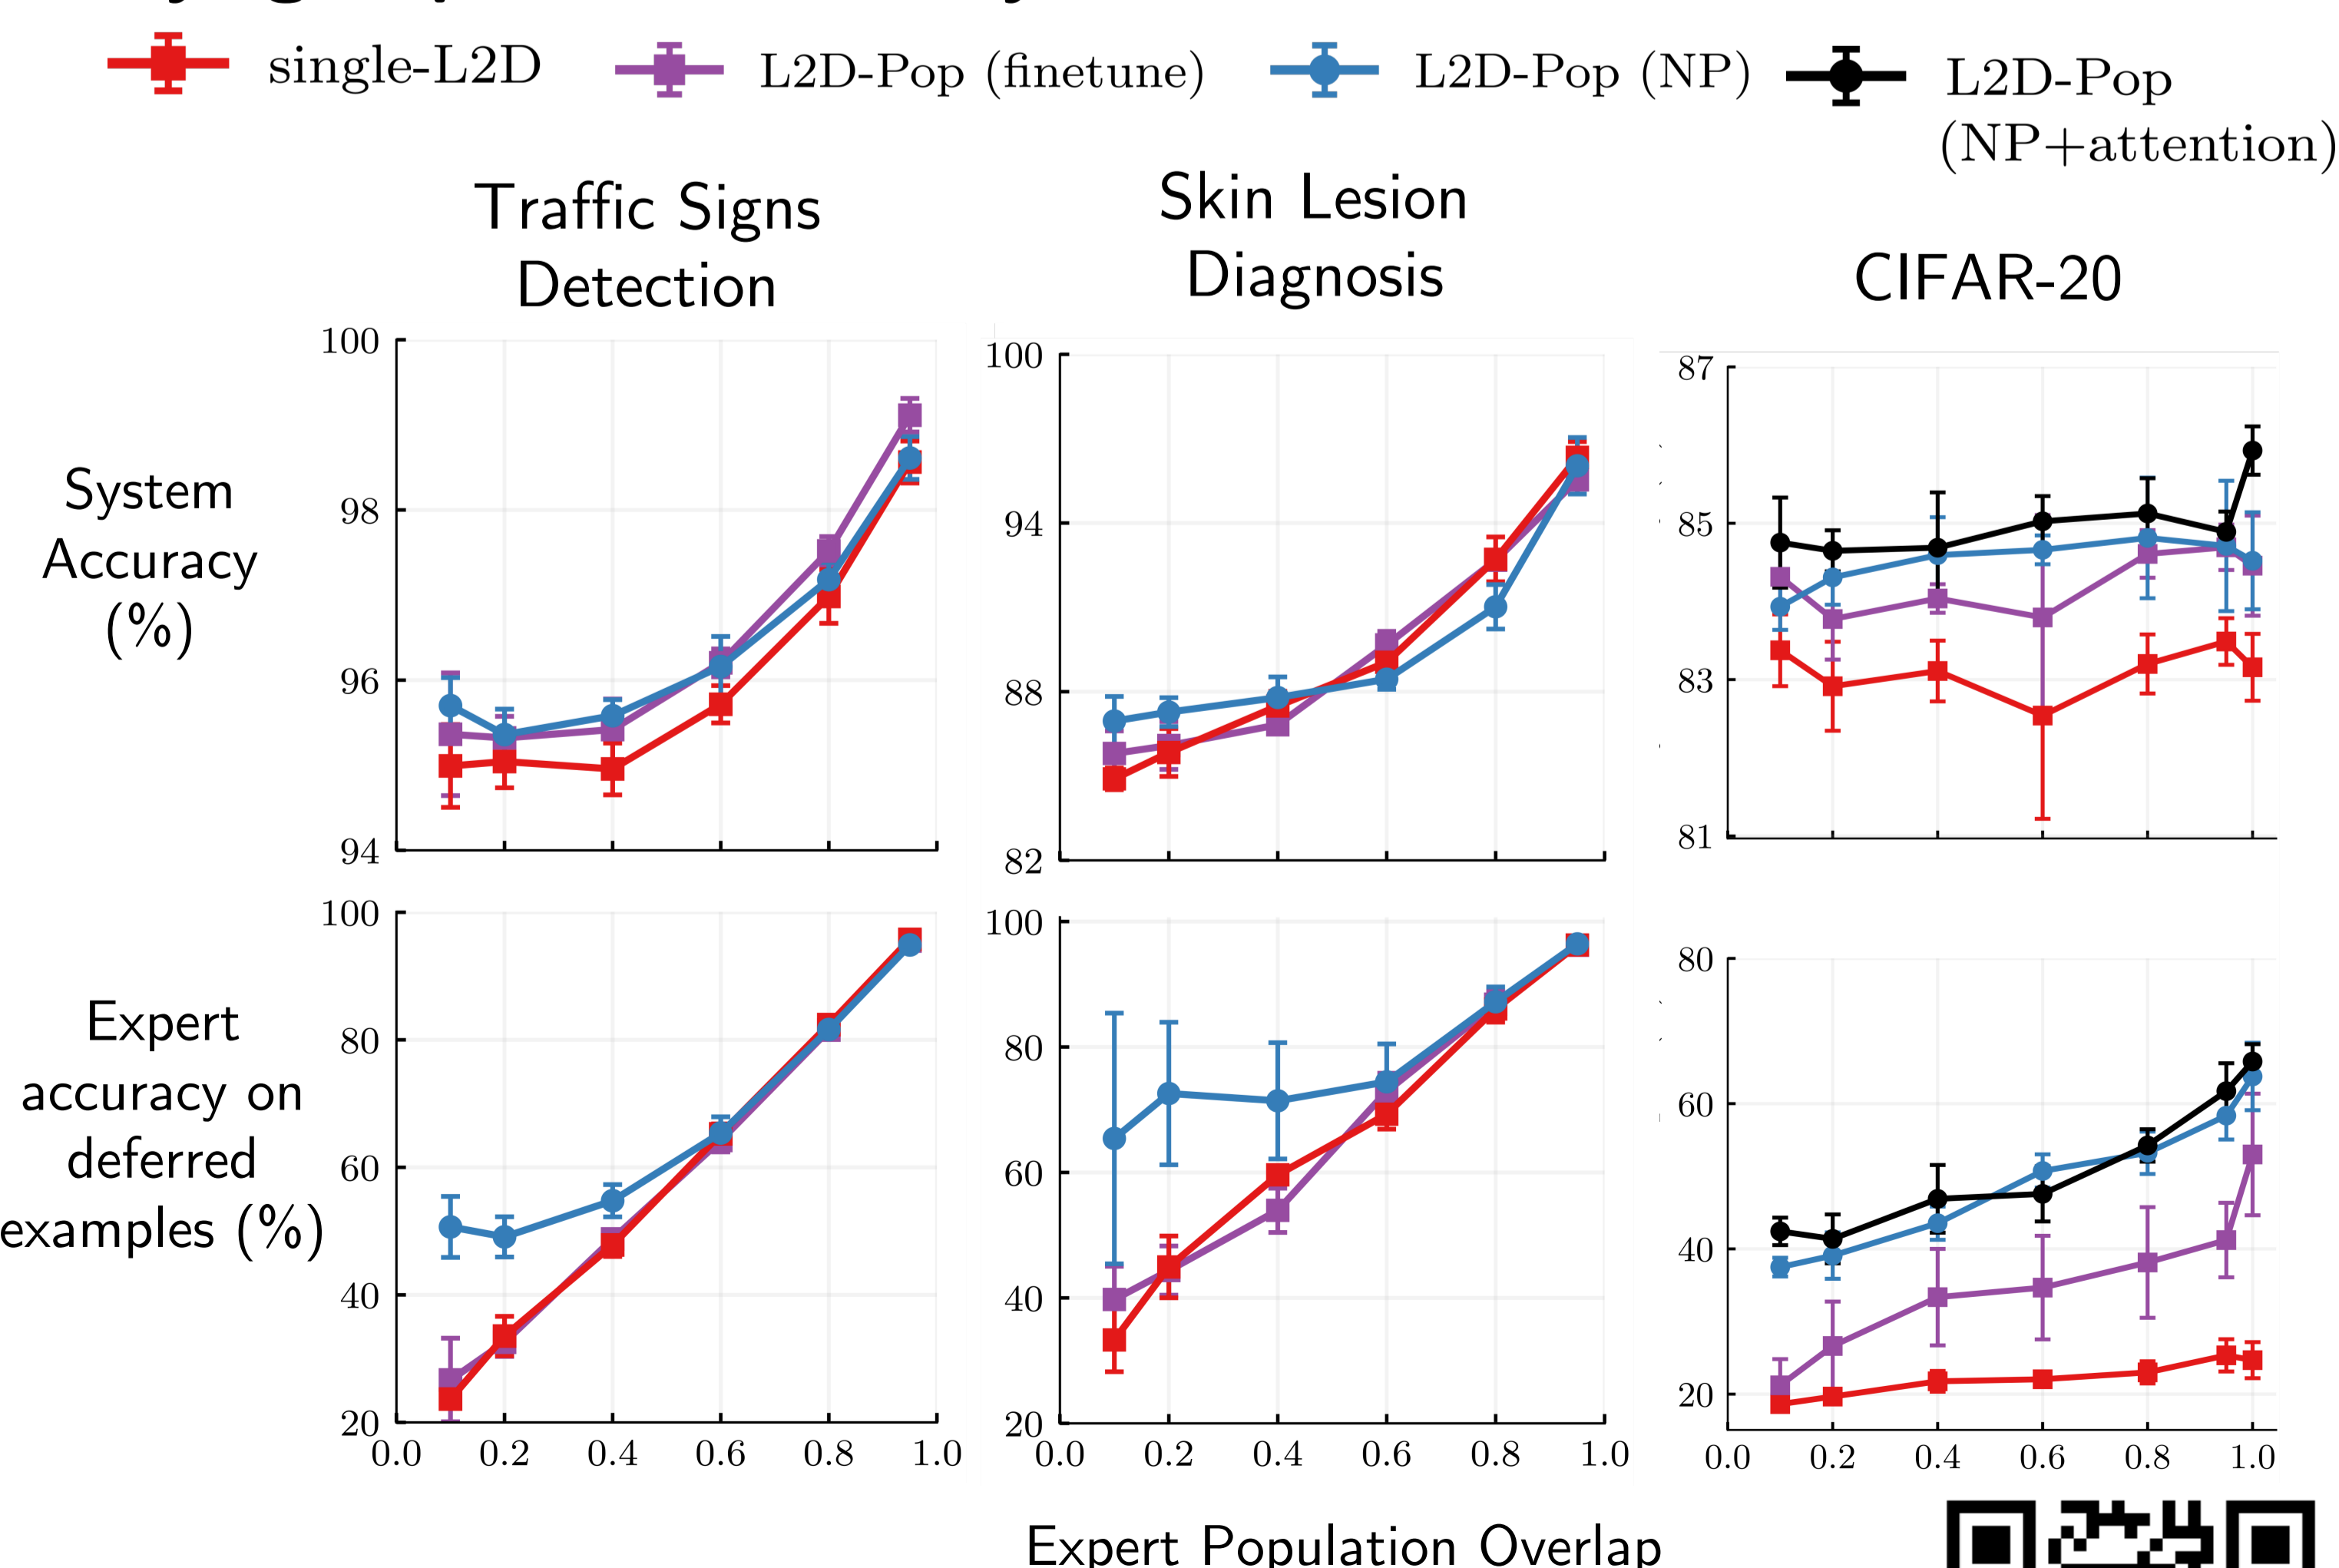 single-L2D
L2D-Pop (finetune)
L2D-Pop (NP)
L2D-Pop
(NP+attention)
Traffic Signs
Detection
Skin Lesion
Diagnosis
CIFAR-20
System
Accuracy
(%)
100
98
96
94
100
94
88
82
87
85
83
81
Expert
accuracy on
deferred
examples (%)
100
80
60
40
20
0.0 0.2 0.4 0.6 0.8 1.0
100
80
60
40
20
0.0 0.2 0.4 0.6 0.8 1.0
80
60
40
20
0.0 0.2 0.4 0.6 0.8 1.0
Expert Population Overlap